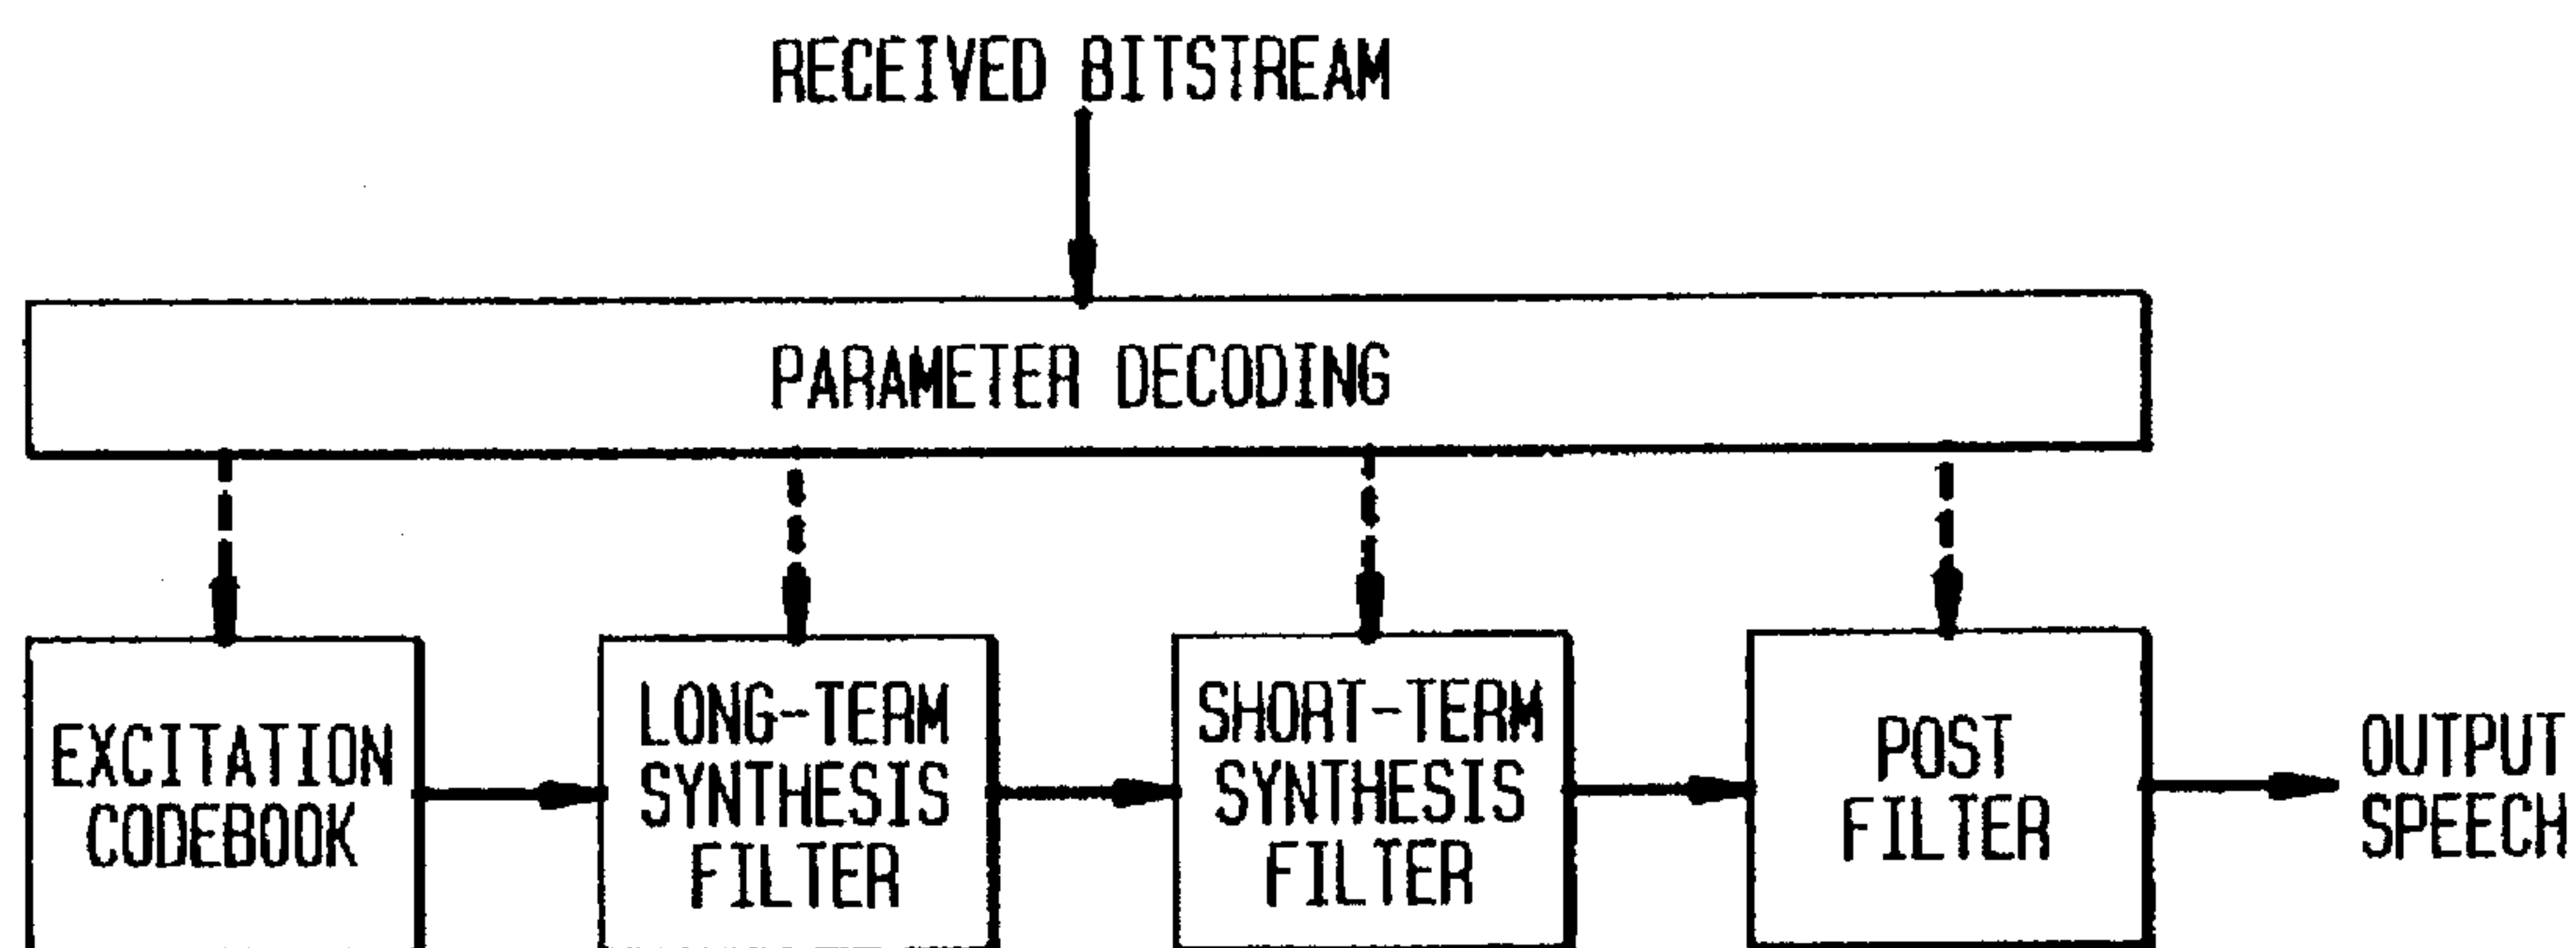 RECEIVED BITSTREAM
PARAMETER DECODING
EXCITATION
CODEBOOK
LONG-TERM
SYNTHESIS
FILTER
SHORT-TERM
SYNTHESIS
FILTER
POST
FILTER
OUTPUT
SPEECH